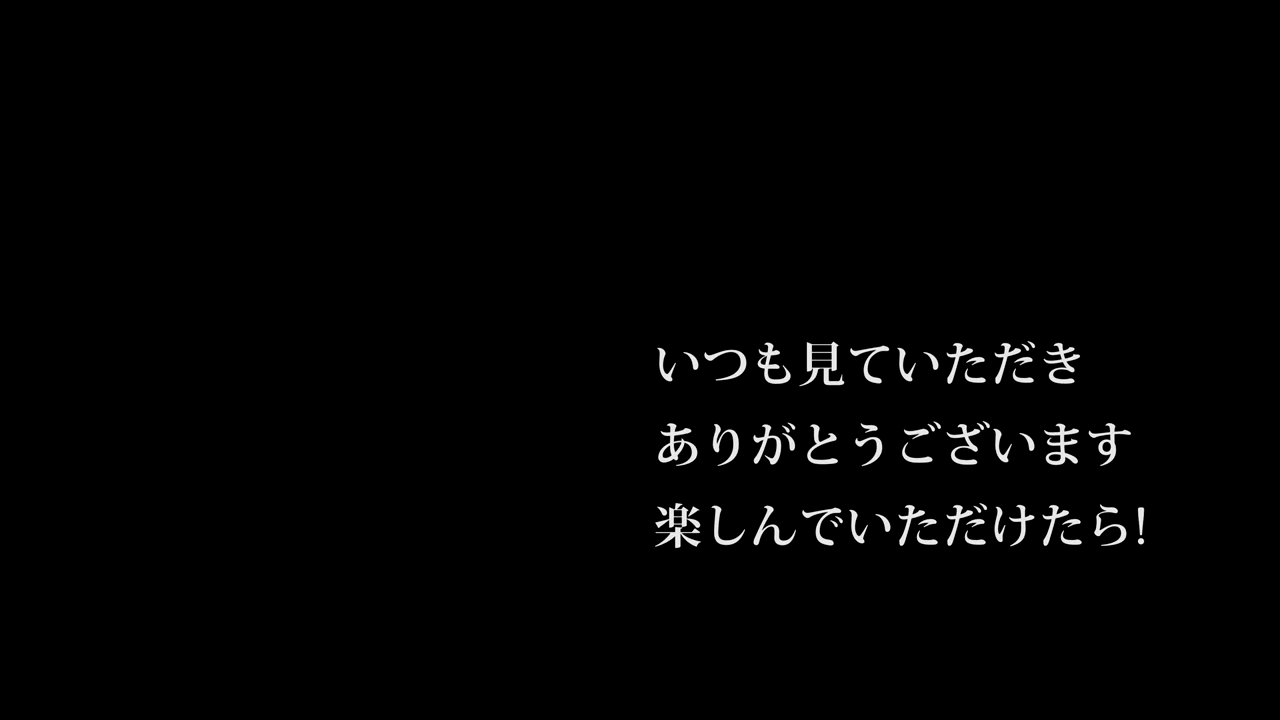 いつも見ていただき
ありがとうございます
楽しんでいただけたら!